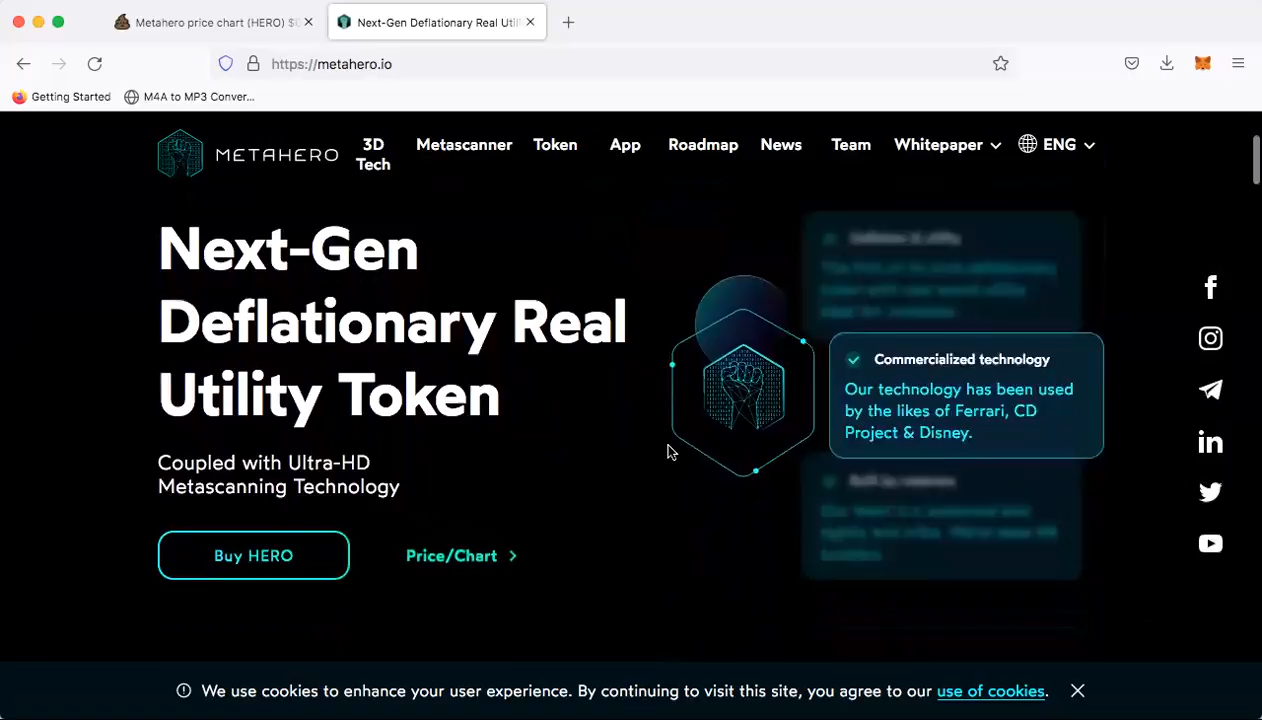 Metahero price chart (HERO) $
Next-Gen Deflationary Real Util
https://metahero.io
Getting Started
M4A to MP3 Conver...
METAHERO
3D
Tech
Metascanner
Token
App
Roadmap
News
Team
Whitepaper
ENG
Next-Gen
Deflationary Real
Utility Token
Coupled with Ultra-HD
Metascanning Technology
Buy HERO
Price/Chart
Commercialized technology
Our technology has been used
by the likes of Ferrari, CD
Project & Disney.
We use cookies to enhance your user experience. By continuing to visit this site, you agree to our use of cookies.